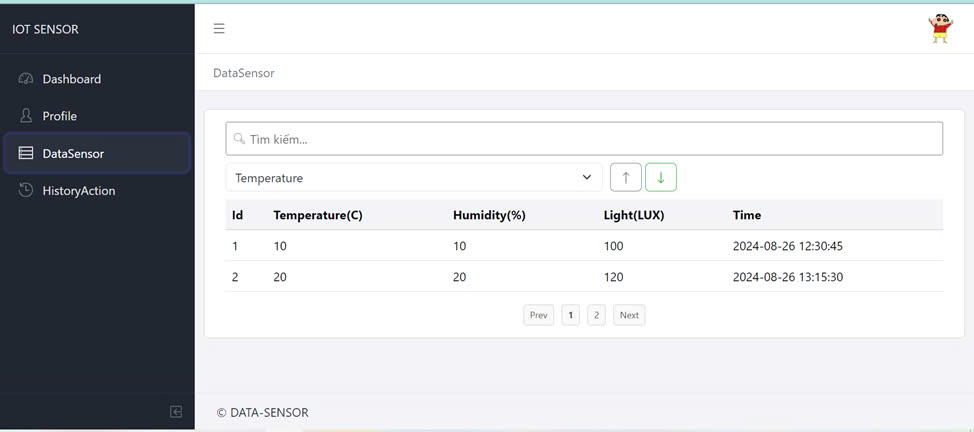 IOT SENSOR
Dashboard
Profile
DataSensor
HistoryAction
DataSensor
Tìm kiếm...
Temperature
Id Temperature(C) Humidity(%) Light(LUX) Time
1 10 10 100 2024-08-26 12:30:45
2 20 20 120 2024-08-26 13:15:30
Prev 1 2 Next
© DATA-SENSOR